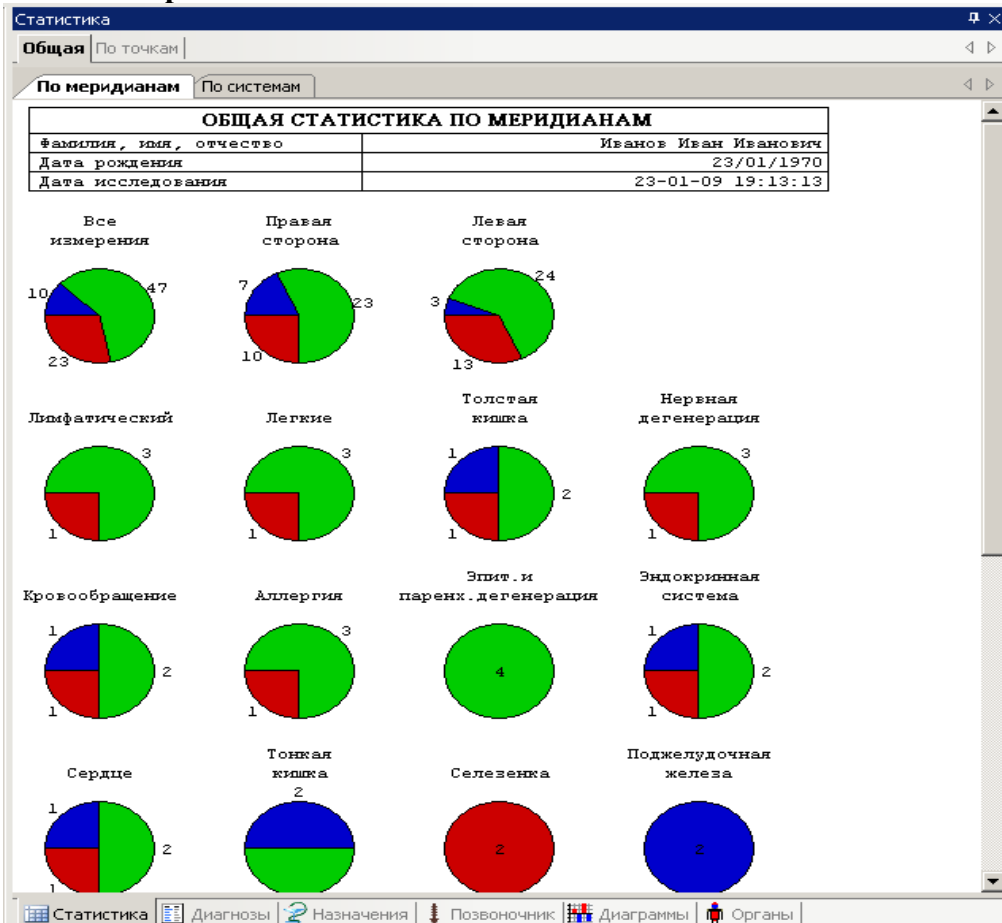 Статистика
Общая По точкам
По меридианам По системам
ОБЩАЯ СТАТИСТИКА ПО МЕРИДИАНАМ
Фамилия, имя, отчество Иванов Иван Иванович
Дата рождения 23/01/1970
Дата исследования 23-01-09 19:13:13
Все измерения
10 47
23
Правая сторона
7 23
10
Левая сторона
24
3
13
Лимфатический
3
1
Легкие
3
1
Толстая кишка
1
2
1
Нервная дегенерация
3
1
Кровообращение
1
2
1
Аллергия
3
1
Эпит.и паренх.дегенерация
4
Эндокринная система
1
2
1
Сердце
1
2
1
Тонкая кишка
2
Селезенка
2
Поджелудочная железа
2
Статистика Диагнозы Назначения Позвоночник Диаграммы Органы